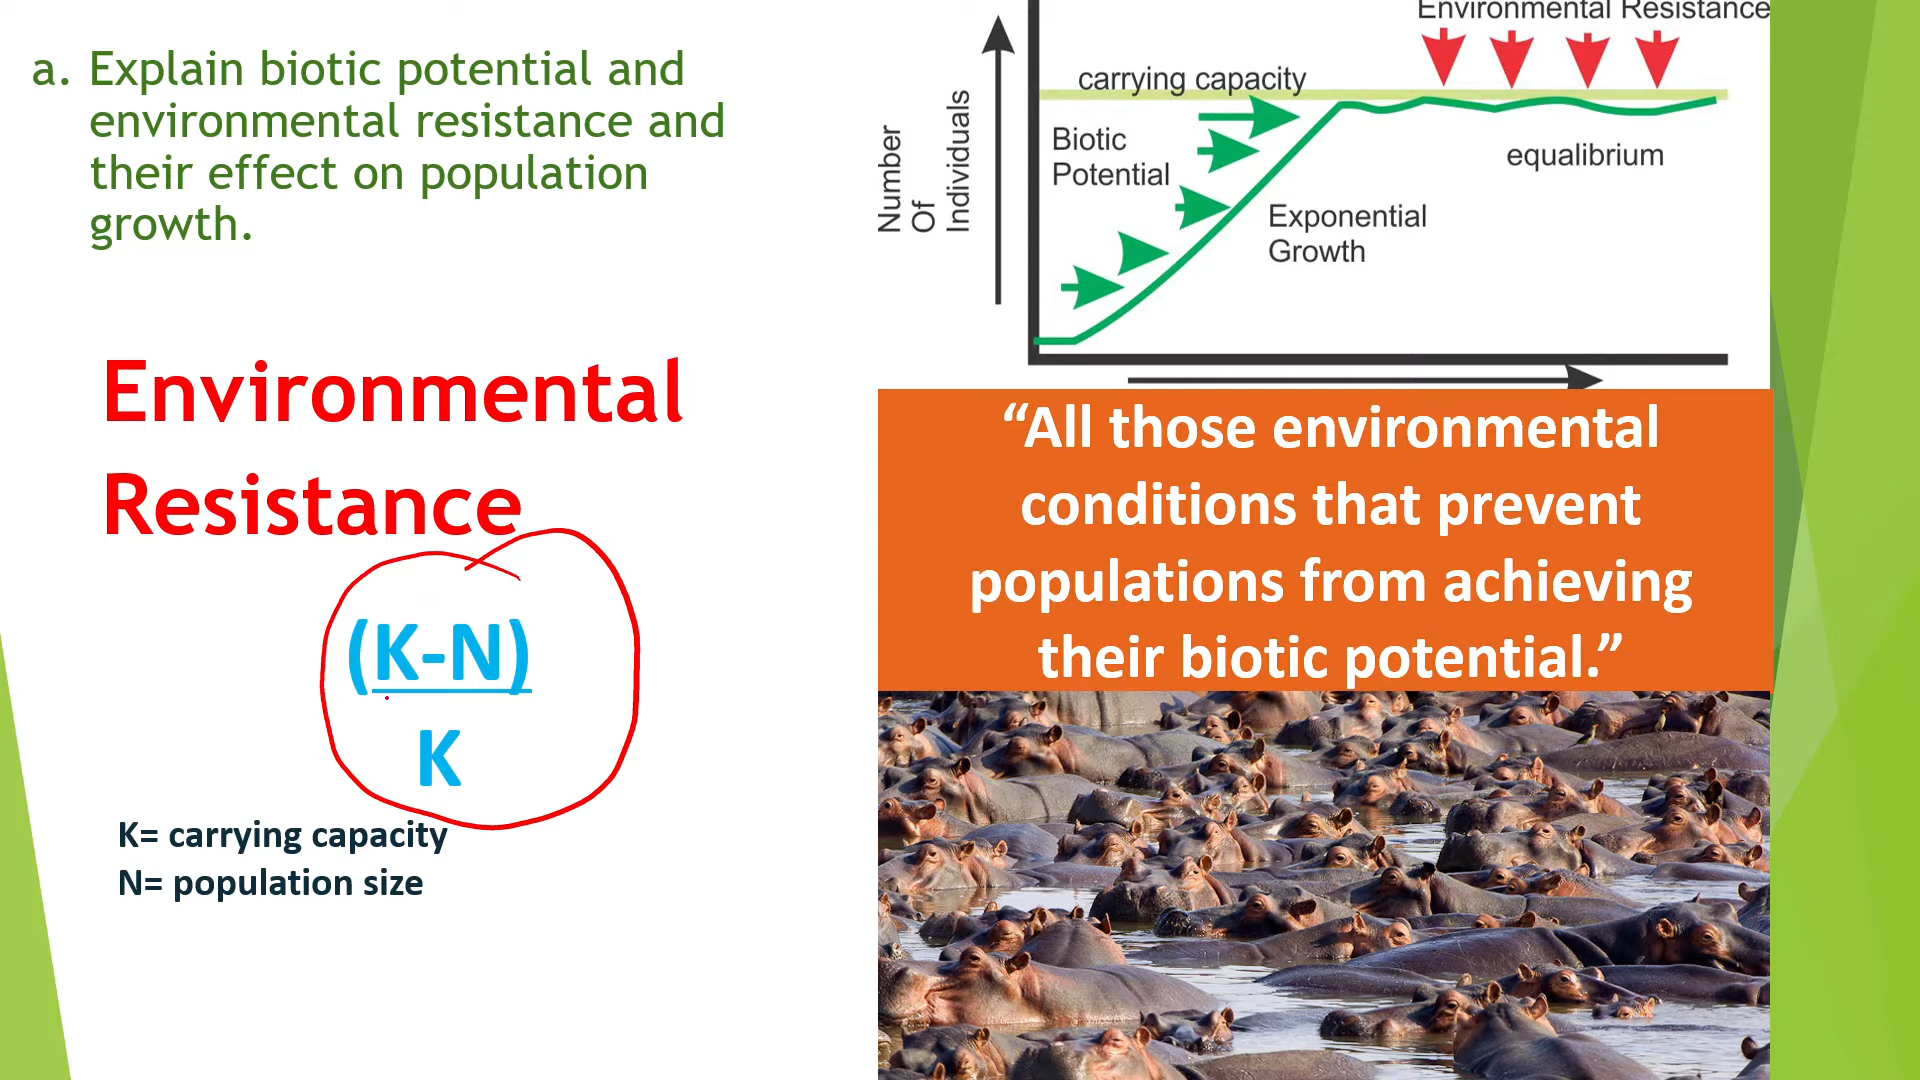 a. Explain biotic potential and
environmental resistance and
their effect on population
growth.
Environmental
Resistance
(K-N)
K
K= carrying capacity
N= population size
Environmental Resistance
carrying capacity
Number
Of
Individuals
Biotic
Potential
equalibrium
Exponential
Growth
“All those environmental
conditions that prevent
populations from achieving
their biotic potential.”